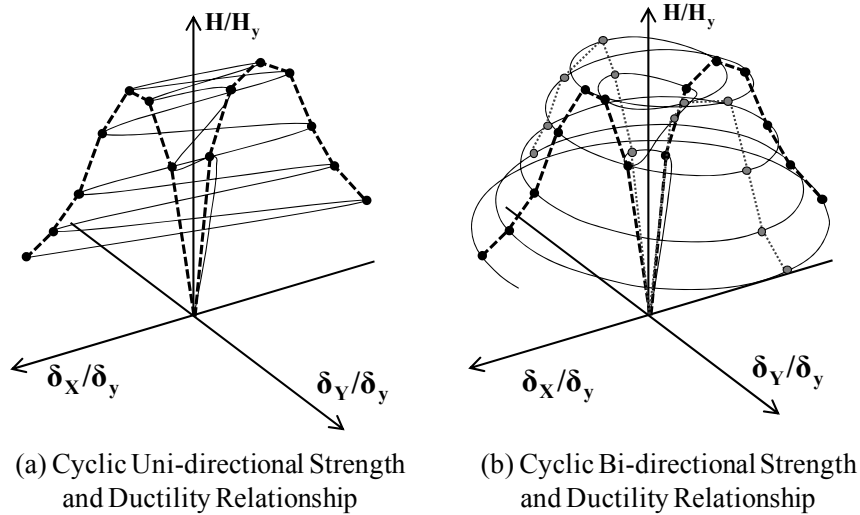 H/Hy
δX/δy
δY/δy
(a) Cyclic Uni-directional Strength
and Ductility Relationship
H/Hy
δX/δy
δY/δy
(b) Cyclic Bi-directional Strength
and Ductility Relationship